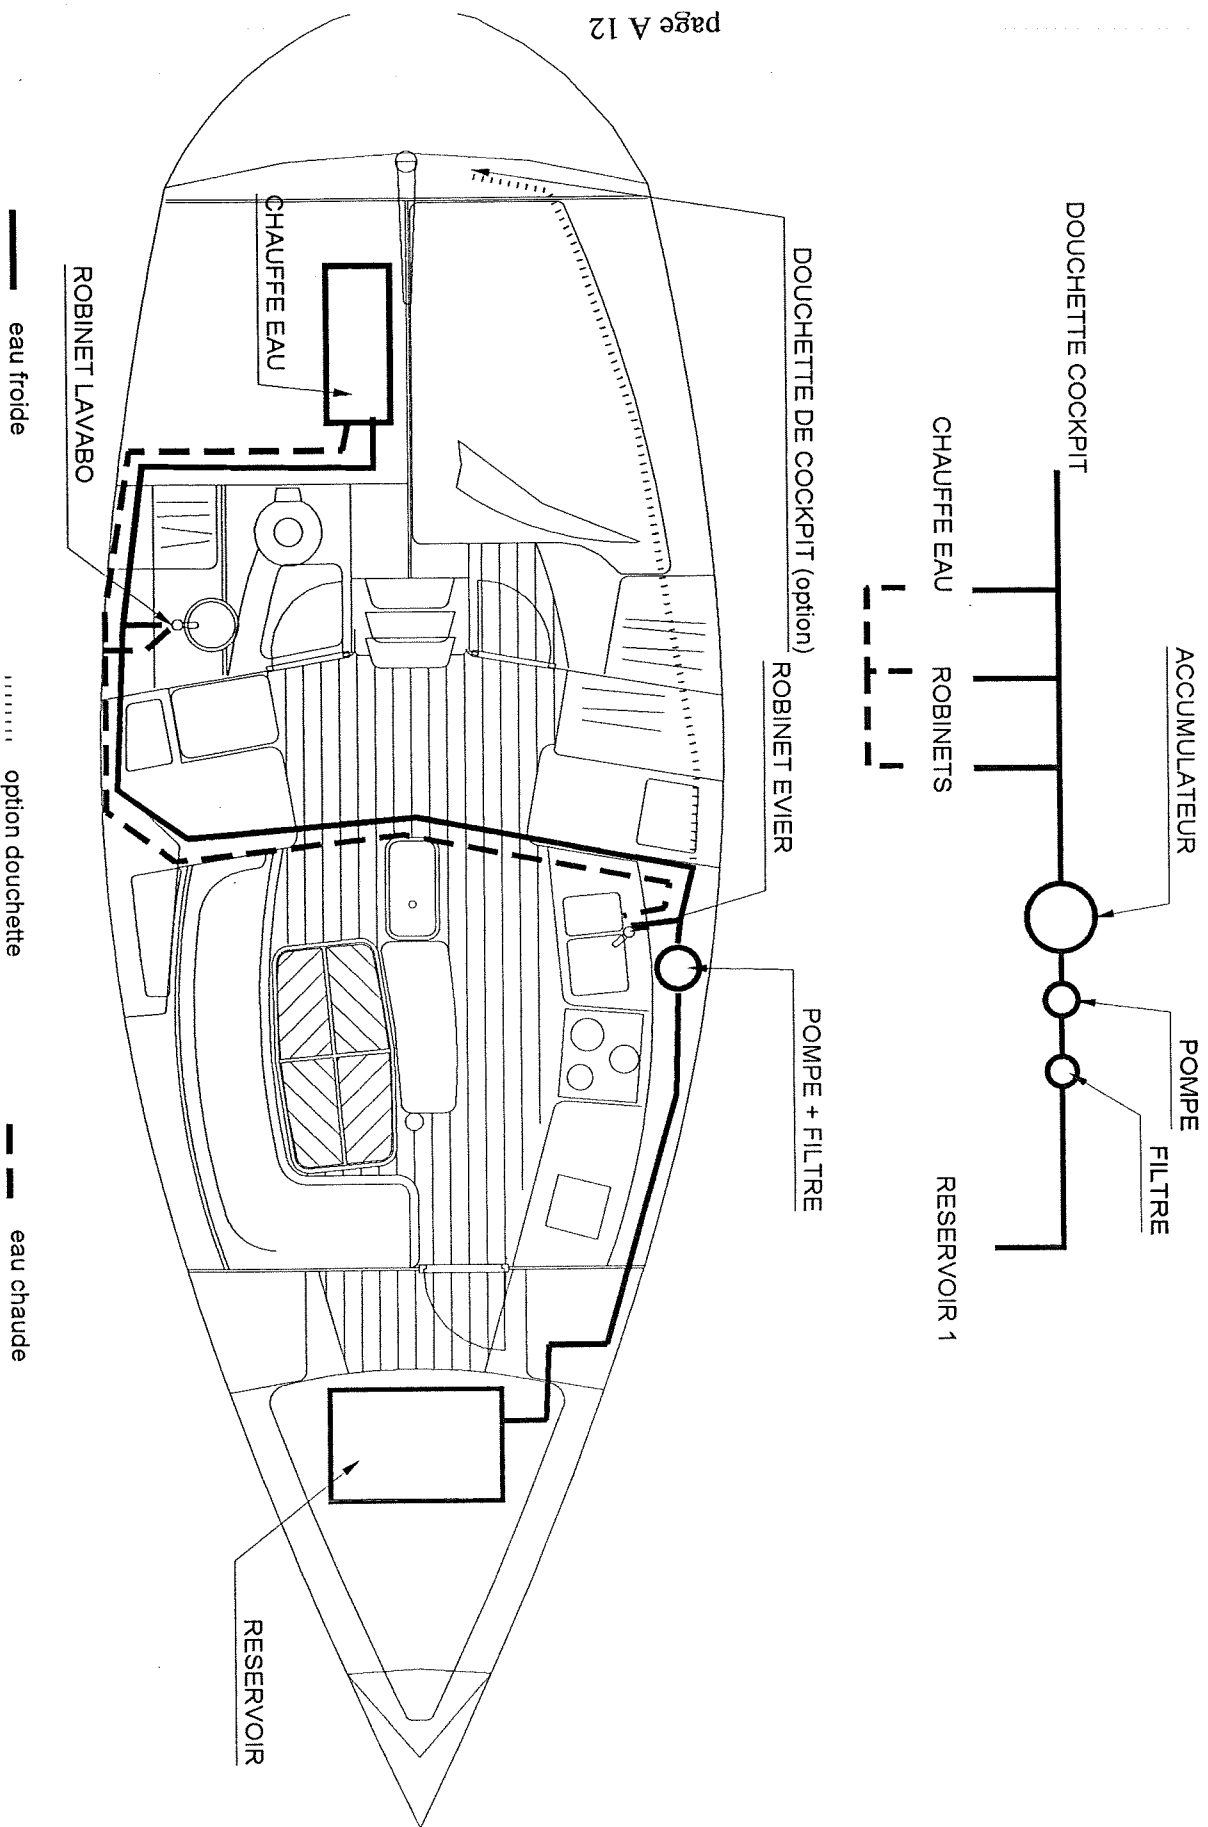 page A 12
DOUCHETTE COCKPIT
CHAUFFE EAU
ROBINETS
ACCUMULATEUR
POMPE
FILTRE
RESERVOIR 1
DOUCHETTE DE COCKPIT (option)
ROBINET EVIER
POMPE + FILTRE
CHAUFFE EAU
ROBINET LAVABO
RESERVOIR
eau froide
option douchette
eau chaude